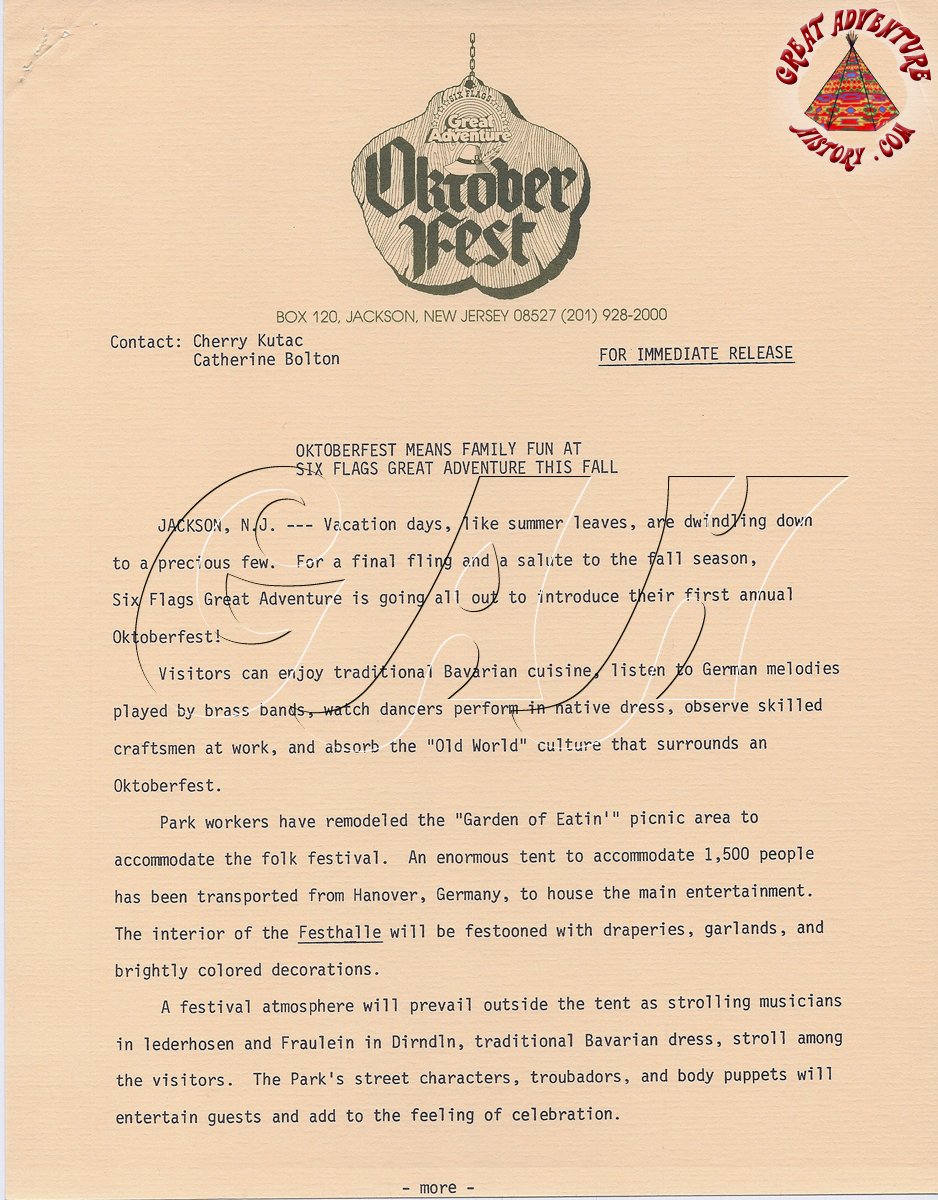 GREAT ADVENTURE
HISTORY.COM
SIX FLAGS
Great
Adventure
Oktober
Fest
BOX 120, JACKSON, NEW JERSEY 08527 (201) 928-2000
Contact: Cherry Kutac
Catherine Bolton
FOR IMMEDIATE RELEASE
OKTOBERFEST MEANS FAMILY FUN AT
SIX FLAGS GREAT ADVENTURE THIS FALL
GAH
JACKSON, N.J. --- Vacation days, like summer leaves, are dwindling down
to a precious few. For a final fling and a salute to the fall season,
Six Flags Great Adventure is going all out to introduce their first annual
Oktoberfest!
Visitors can enjoy traditional Bavarian cuisine, listen to German melodies
played by brass bands, watch dancers perform in native dress, observe skilled
craftsmen at work, and absorb the "Old World" culture that surrounds an
Oktoberfest.
Park workers have remodeled the "Garden of Eatin'" picnic area to
accommodate the folk festival. An enormous tent to accommodate 1,500 people
has been transported from Hanover, Germany, to house the main entertainment.
The interior of the Festhalle will be festooned with draperies, garlands, and
brightly colored decorations.
A festival atmosphere will prevail outside the tent as strolling musicians
in lederhosen and Fraulein in Dirndln, traditional Bavarian dress, stroll among
the visitors. The Park's street characters, troubadors, and body puppets will
entertain guests and add to the feeling of celebration.
- more -